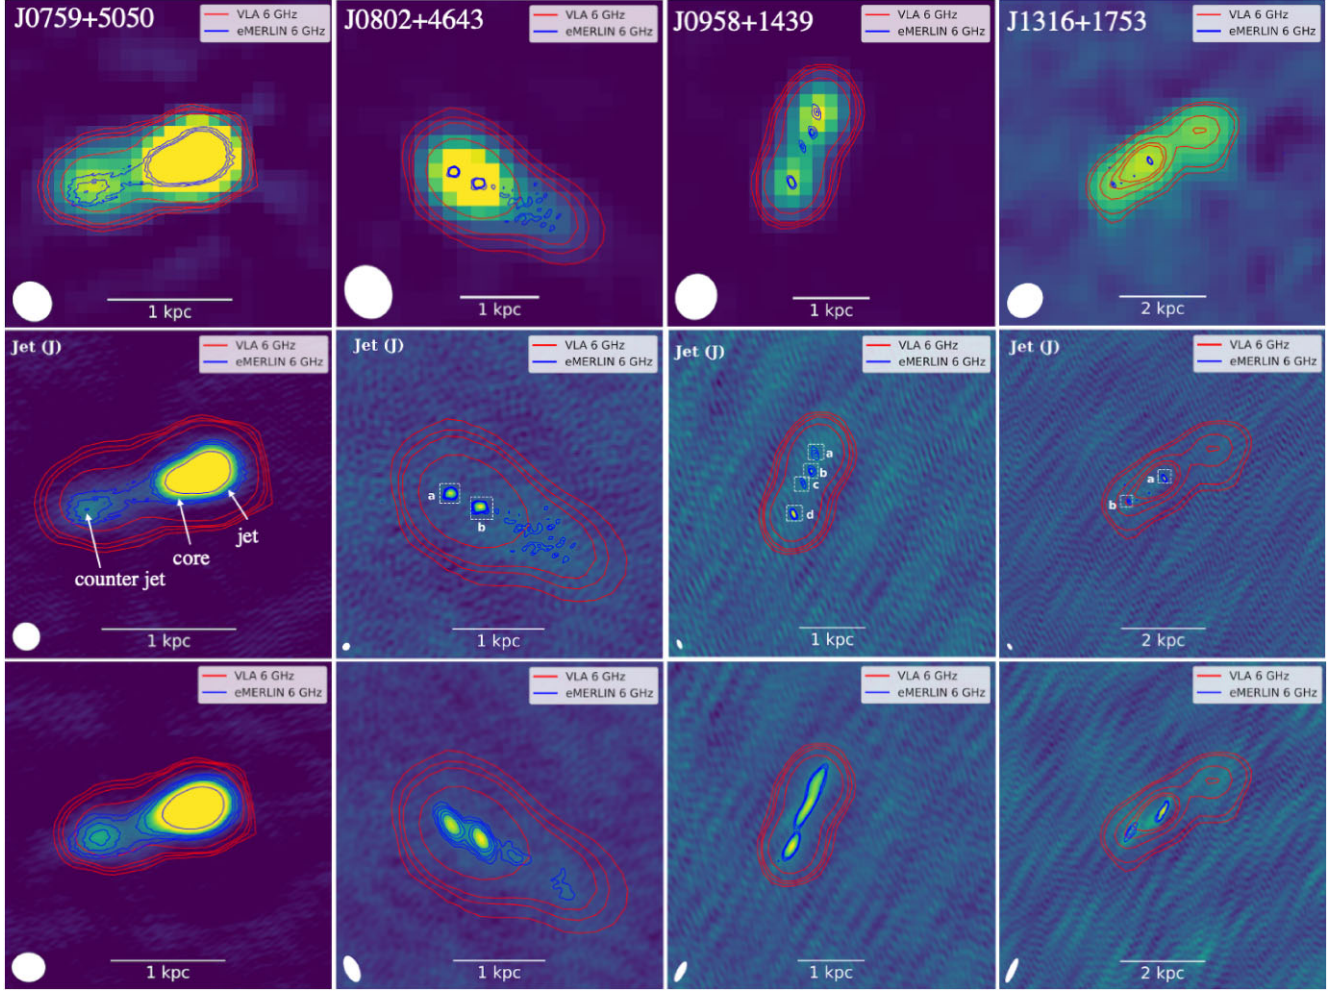 J0759+5050
VLA 6 GHz
eMERLIN 6 GHz
1 kpc
J0802+4643
VLA 6 GHz
eMERLIN 6 GHz
1 kpc
J0958+1439
VLA 6 GHz
eMERLIN 6 GHz
1 kpc
J1316+1753
VLA 6 GHz
eMERLIN 6 GHz
2 kpc
Jet (J)
VLA 6 GHz
eMERLIN 6 GHz
jet
core
counter jet
1 kpc
Jet (J)
VLA 6 GHz
eMERLIN 6 GHz
a
b
1 kpc
Jet (J)
VLA 6 GHz
eMERLIN 6 GHz
a
b
c
d
1 kpc
Jet (J)
VLA 6 GHz
eMERLIN 6 GHz
a
b
2 kpc
VLA 6 GHz
eMERLIN 6 GHz
1 kpc
VLA 6 GHz
eMERLIN 6 GHz
1 kpc
VLA 6 GHz
eMERLIN 6 GHz
1 kpc
VLA 6 GHz
eMERLIN 6 GHz
2 kpc